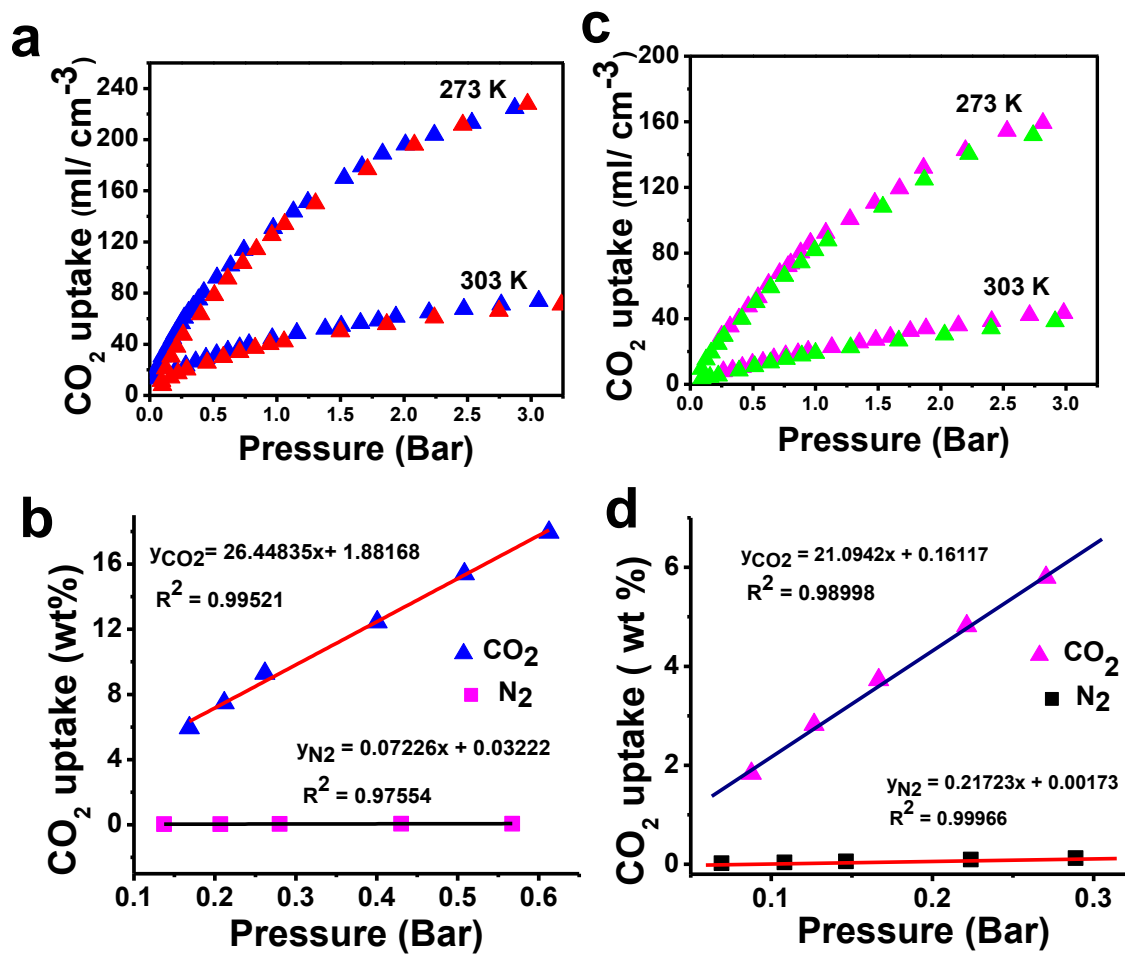 a
CO2 uptake (ml/ cm-3)
240
200
160
120
80
40
0
273 K
303 K
0.0 0.5 1.0 1.5 2.0 2.5 3.0
Pressure (Bar)
c
CO2 uptake (ml/ cm-3)
200
160
120
80
40
0
273 K
303 K
0.0 0.5 1.0 1.5 2.0 2.5 3.0
Pressure (Bar)
b
CO2 uptake (wt%)
16
12
8
4
0
yCO2= 26.44835x+ 1.88168
R2 = 0.99521
CO2
N2
yN2 = 0.07226x + 0.03222
R2 = 0.97554
0.1 0.2 0.3 0.4 0.5 0.6
Pressure (Bar)
d
CO2 uptake ( wt %)
6
4
2
0
yCO2 = 21.0942x + 0.16117
R2 = 0.98998
CO2
N2
yN2 = 0.21723x + 0.00173
R2 = 0.99966
0.1 0.2 0.3
Pressure (Bar)